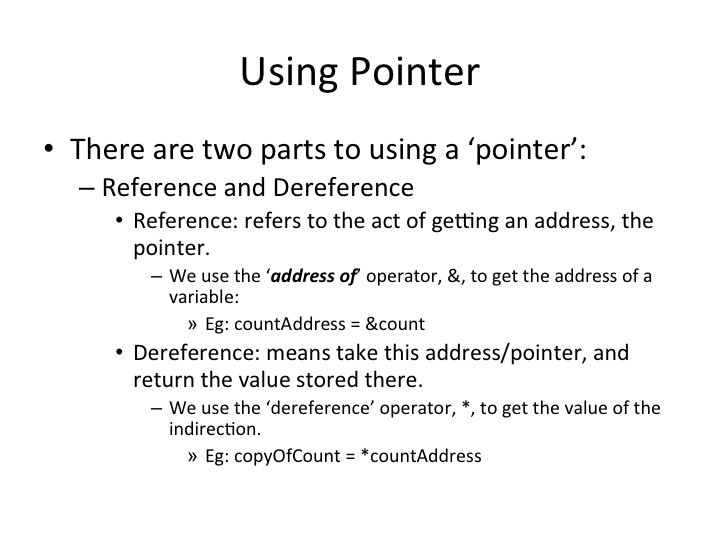 Using Pointer
• There are two parts to using a ‘pointer’:
– Reference and Dereference
• Reference: refers to the act of getting an address, the
pointer.
– We use the ‘address of’ operator, &, to get the address of a
variable:
» Eg: countAddress = &count
• Dereference: means take this address/pointer, and
return the value stored there.
– We use the ‘dereference’ operator, *, to get the value of the
indirection.
» Eg: copyOfCount = *countAddress